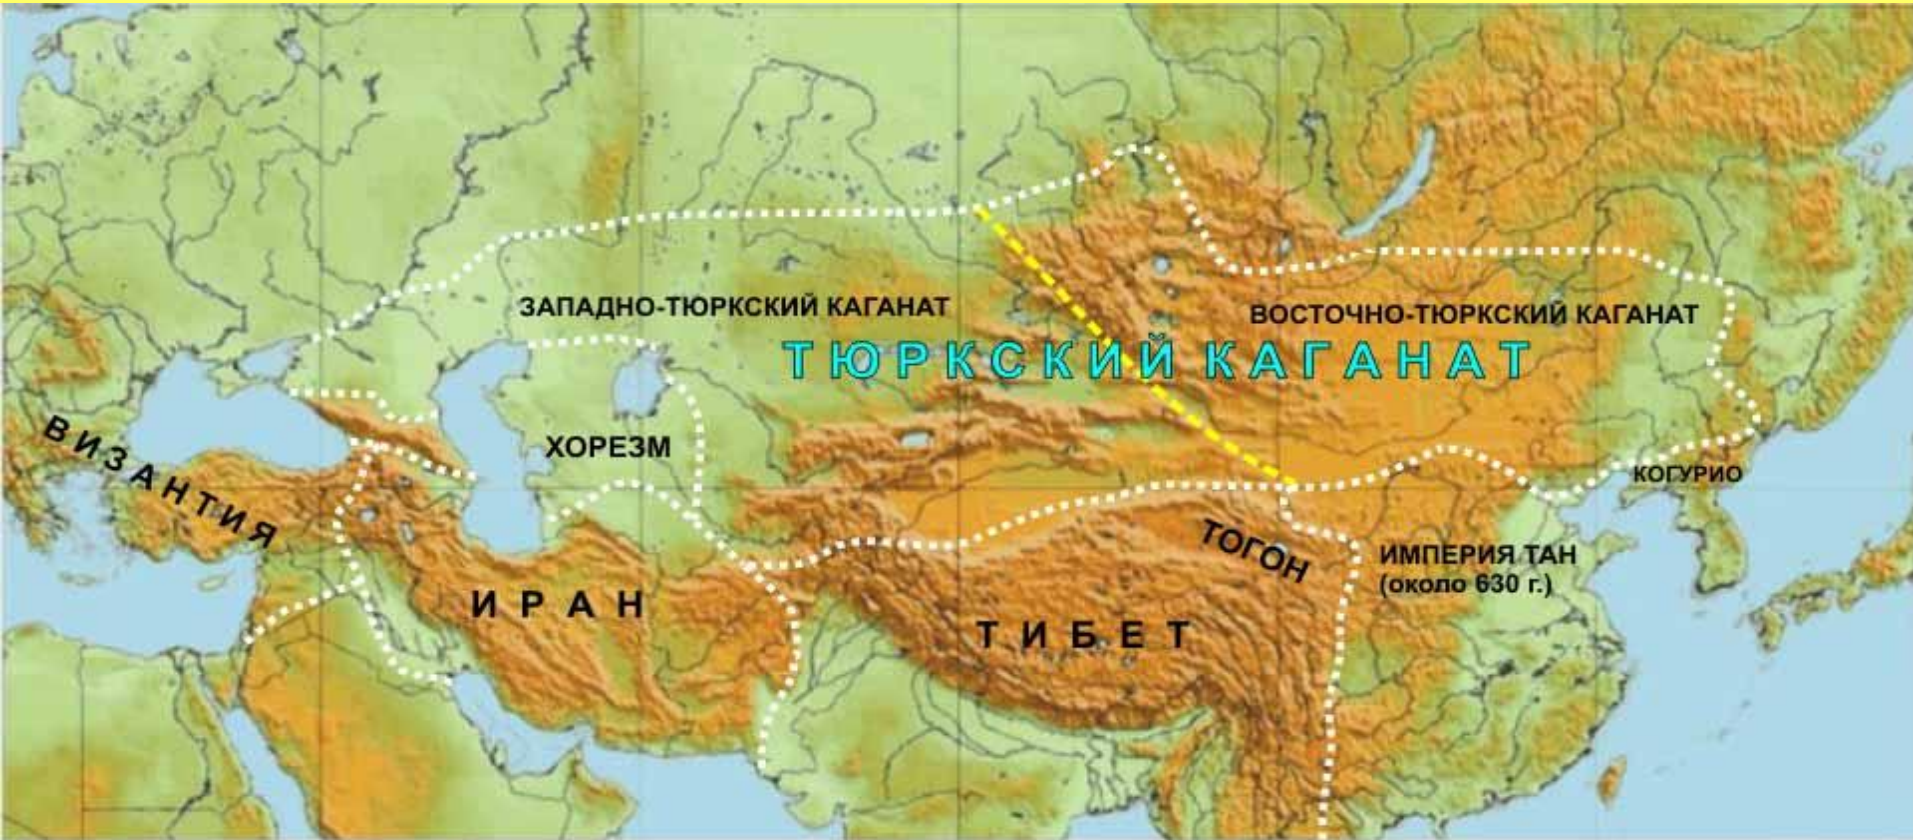 ЗАПАДНО-ТЮРКСКИЙ КАГАНАТ
ВОСТОЧНО-ТЮРКСКИЙ КАГАНАТ
ТЮРКСКИЙ КАГАНАТ
ВИЗАНТИЯ
ХОРЕЗМ
КОГУРИО
ТОГОН
ИМПЕРИЯ ТАН
(около 630 г.)
ИРАН
ТИБЕТ